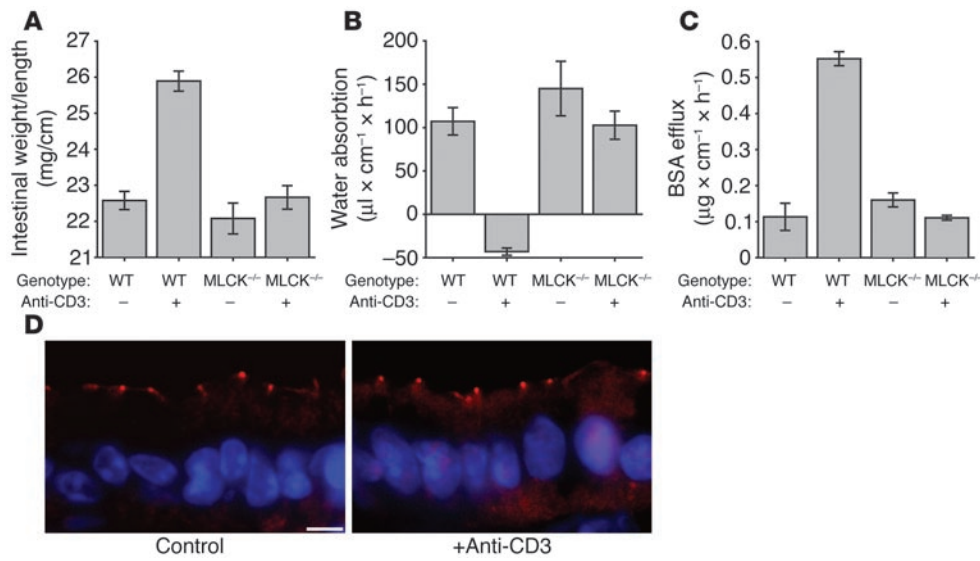 A
Intestinal weight/length
(mg/cm)
27
26
25
24
23
22
21
Genotype: WT WT MLCK⁻/⁻ MLCK⁻/⁻
Anti-CD3: – + – +
B
Water absorbtion
(µl × cm⁻¹ × h⁻¹)
200
150
100
50
0
–50
Genotype: WT WT MLCK⁻/⁻ MLCK⁻/⁻
Anti-CD3: – + – +
C
BSA efflux
(µg × cm⁻¹ × h⁻¹)
0.6
0.5
0.4
0.3
0.2
0.1
0
Genotype: WT WT MLCK⁻/⁻ MLCK⁻/⁻
Anti-CD3: – + – +
D
Control
+Anti-CD3